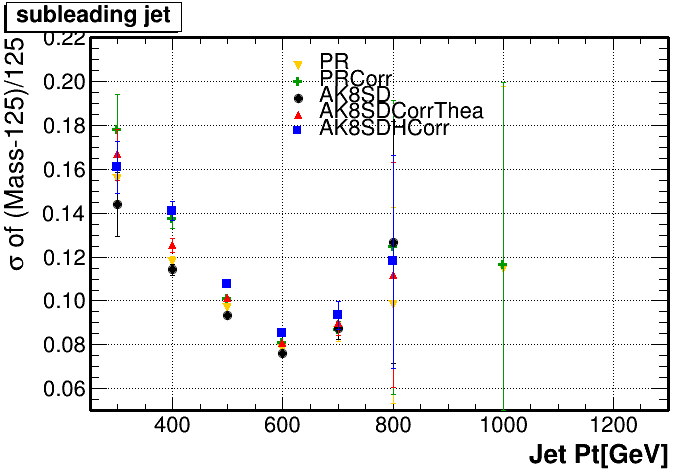 subleading jet
σ of (Mass-125)/125
0.22
0.20
0.18
0.16
0.14
0.12
0.10
0.08
0.06
PR
PRCorr
AK8SD
AK8SDCorrThea
AK8SDHCorr
400 600 800 1000 1200
Jet Pt[GeV]